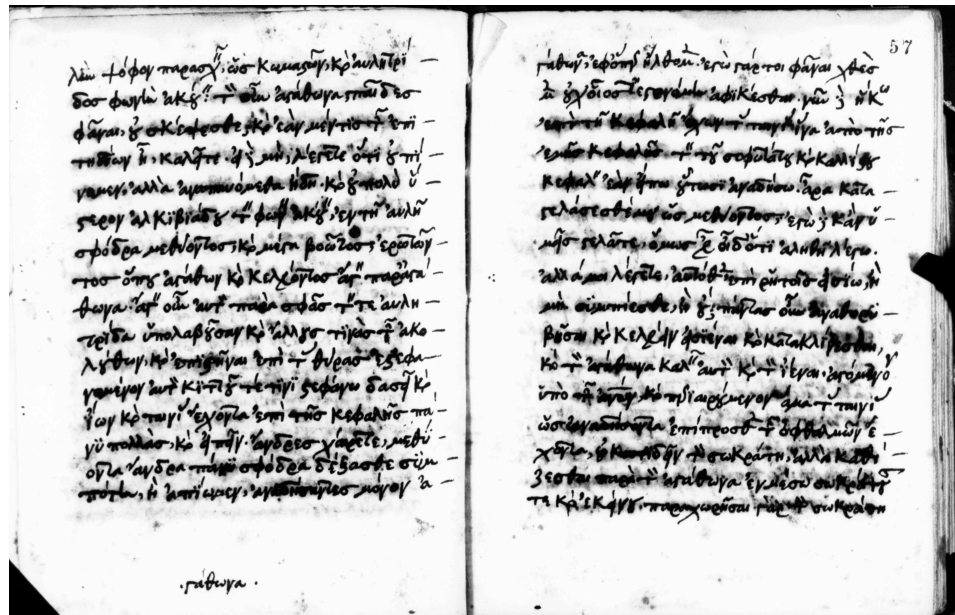 λὺν ψόφον παρασχεῖν, ὡς κωμαστῶν, καὶ αὐλητρί
δος φωνὴν ἀκούειν. τὸν οὖν ἀγάθωνα, παῖδες
φάναι, οὐ σκέψεσθε; καὶ ἐὰν μέν τις τῶν ἐπι
τηδείων ᾖ, καλεῖτε. εἰ δὲ μὴ, λέγετε ὅτι οὐ πί
νομεν, ἀλλὰ ἀναπαυόμεθα ἤδη. καὶ οὐ πολὺ ὕ
στερον ἀλκιβιάδου τὴν φωνὴν ἀκούειν, ἐν τῇ αὐλῇ
σφόδρα μεθύοντος, καὶ μέγα βοῶντος, ἐρωτῶν
τος ὅπου ἀγάθων καὶ κελεύοντος ἄγειν παρ' ἀγά
θωνα. ἄγειν οὖν αὐτὸν παρὰ σφᾶς τήν τε αὐλη
τρίδα ὑπολαβοῦσαν καὶ ἄλλους τινὰς τῶν ἀκο
λούθων, καὶ ἐπιστῆναι ἐπὶ τὰς θύρας ἐστεφα
νωμένον αὐτὸν κιττοῦ τέ τινι στεφάνω δασεῖ καὶ
ἴων καὶ ταινίας ἔχοντα ἐπὶ τῆς κεφαλῆς πά
νυ πολλὰς, καὶ εἰπεῖν. ἄνδρες χαίρετε, μεθύ
οντα ἄνδρα πάνυ σφόδρα δέξασθε συμ
πότην, ἢ ἀπίωμεν, ἀναδήσαντες μόνον ἀ
·γάθωνα·
57
γάθωνα, ἐφ' ᾧπερ ἤλθομεν. ἐγὼ γάρ τοι φάναι χθὲς
μὲν οὐχ οἷός τ' ἐγενόμην ἀφικέσθαι. νῦν δὲ ἥκω
ἐπὶ τῇ κεφαλῇ ἔχων τὰς ταινίας ἵνα ἀπὸ τῆς
ἐμῆς κεφαλῆς τὴν τοῦ σοφωτάτου καὶ καλλίστου
κεφαλὴν ἐὰν εἴπω οὑτωσὶ ἀναδήσω. ἆρα κατα
γελάσεσθέ μου ὡς μεθύοντος; ἐγὼ δὲ κἂν ὑ
μεῖς γελᾶτε, ὅμως εὖ οἶδ' ὅτι ἀληθῆ λέγω.
ἀλλά μοι λέγετε, αὐτόθεν ἐπὶ ῥητοῖς εἰσίω, ἢ
μὴ συμπίεσθε, ἢ οὔ; πάντας οὖν ἀναθορυ
βῆσαι καὶ κελεύειν εἰσιέναι καὶ κατακλίνεσθαι,
καὶ τὸν ἀγάθωνα καλεῖν αὐτὸν. καὶ τὸν ἰέναι ἀγόμενον
ὑπὸ τῶν ἀνθρώπων, καὶ περιαιρούμενον ἅμα τὰς ταινίας
ὡς ἀναδήσοντα ἐπίπροσθε τῶν ὀφθαλμῶν ἔ
χοντα, οὐ κατιδεῖν τὸν σωκράτη, ἀλλὰ καθί
ζεσθαι παρὰ τὸν ἀγάθωνα ἐν μέσω σωκράτους
τε καὶ ἐκείνου. παραχωρῆσαι γὰρ τὸν σωκράτη